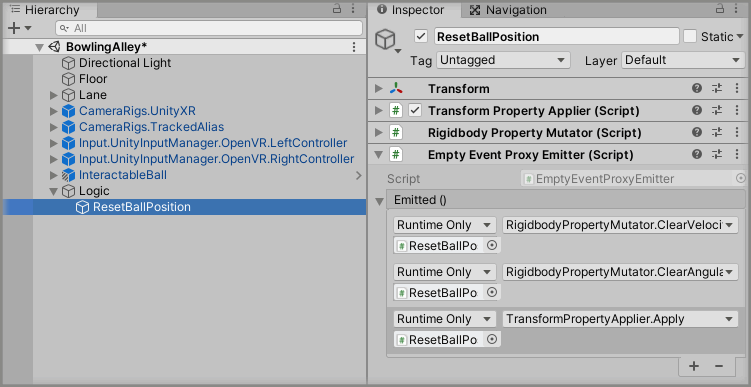 Hierarchy
All
BowlingAlley*
Directional Light
Floor
Lane
CameraRigs.UnityXR
CameraRigs.TrackedAlias
Input.UnityInputManager.OpenVR.LeftController
Input.UnityInputManager.OpenVR.RightController
InteractableBall
Logic
ResetBallPosition
Inspector Navigation
ResetBallPosition Static
Tag Untagged Layer Default
Transform
Transform Property Applier (Script)
Rigidbody Property Mutator (Script)
Empty Event Proxy Emitter (Script)
Script EmptyEventProxyEmitter
Emitted ()
Runtime Only RigidbodyPropertyMutator.ClearVeloci
ResetBallPo
Runtime Only RigidbodyPropertyMutator.ClearAngula
ResetBallPo
Runtime Only TransformPropertyApplier.Apply
ResetBallPo